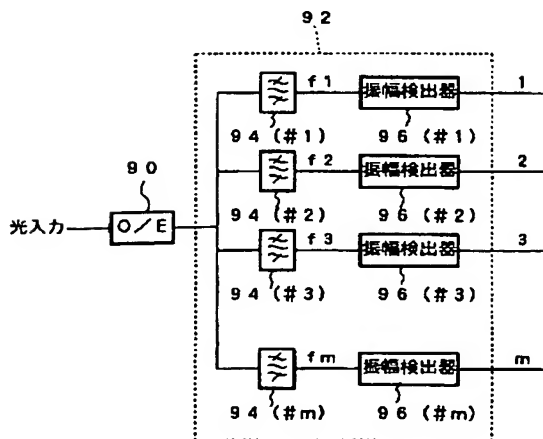 92
f1 振幅検出器 1
94(#1) 96(#1)
90
f2 振幅検出器 2
94(#2) 96(#2)
光入力 O/E
f3 振幅検出器 3
94(#3) 96(#3)
fm 振幅検出器 m
94(#m) 96(#m)